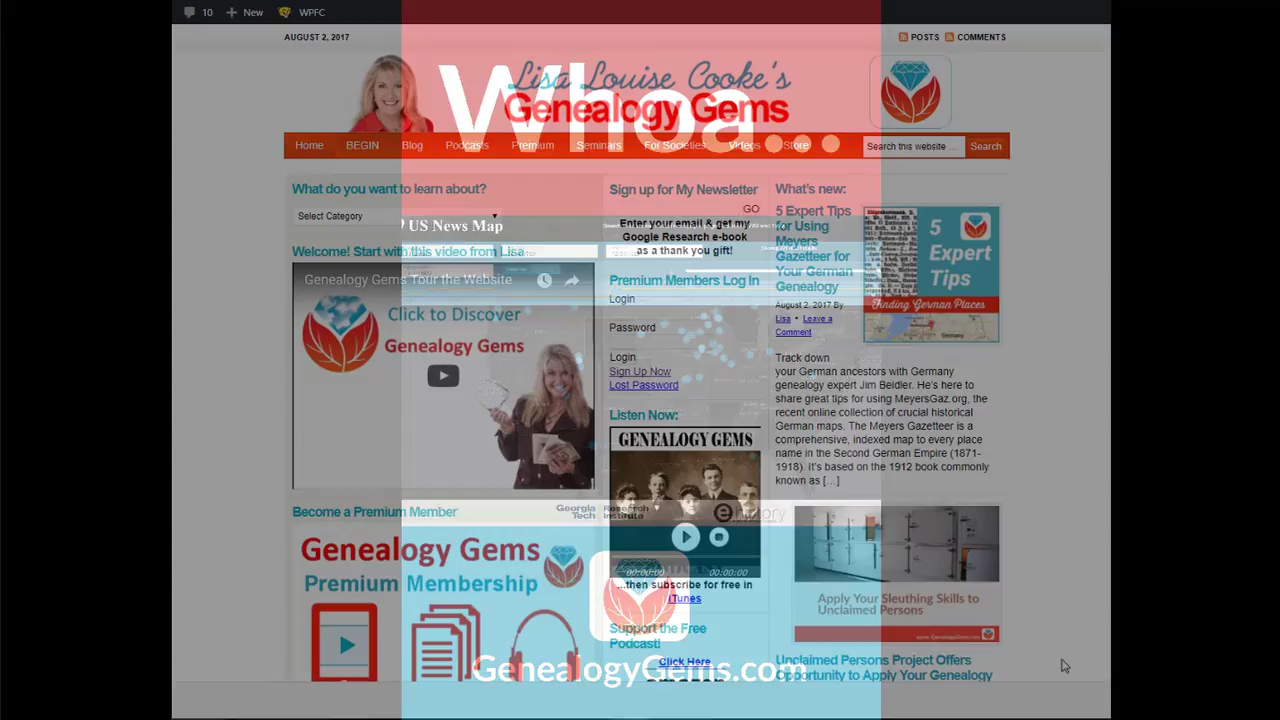 10 New WPFC
AUGUST 2, 2017
POSTS COMMENTS
Lisa Louise Cooke's
Genealogy Gems
Whoa...
Home BEGIN Blog Podcasts Premium Seminars For Societies Videos Store
Search this website ... Search
What do you want to learn about?
Select Category
US News Map
Welcome! Start with this video from Lisa
Genealogy Gems Tour the Website
Click to Discover
Genealogy Gems
Become a Premium Member
Genealogy Gems
Premium Membership
Sign up for My Newsletter
GO
Enter your email & get my
Google Research e-book
as a thank you gift!
Premium Members Log In
Login
Password
Login
Sign Up Now
Lost Password
Listen Now:
GENEALOGY GEMS
Georgia Tech
Research Institute
ehistory
00:00:00 00:00:00
...then subscribe for free in
iTunes
Support the Free
Podcast!
Click Here
GenealogyGems.com
What's new:
5 Expert Tips
for Using
Meyers
Gazetteer for
Your German
Genealogy
August 2, 2017 By
Lisa • Leave a
Comment
5
Expert
Tips
Finding German Places
Germany
Track down
your German ancestors with Germany
genealogy expert Jim Beidler. He's here to
share great tips for using MeyersGaz.org, the
recent online collection of crucial historical
German maps. The Meyers Gazetteer is a
comprehensive, indexed map to every place
name in the Second German Empire (1871-
1918). It's based on the 1912 book commonly
known as [...]
Apply Your Sleuthing Skills to
Unclaimed Persons
Unclaimed Persons Project Offers
Opportunity to Apply Your Genealogy